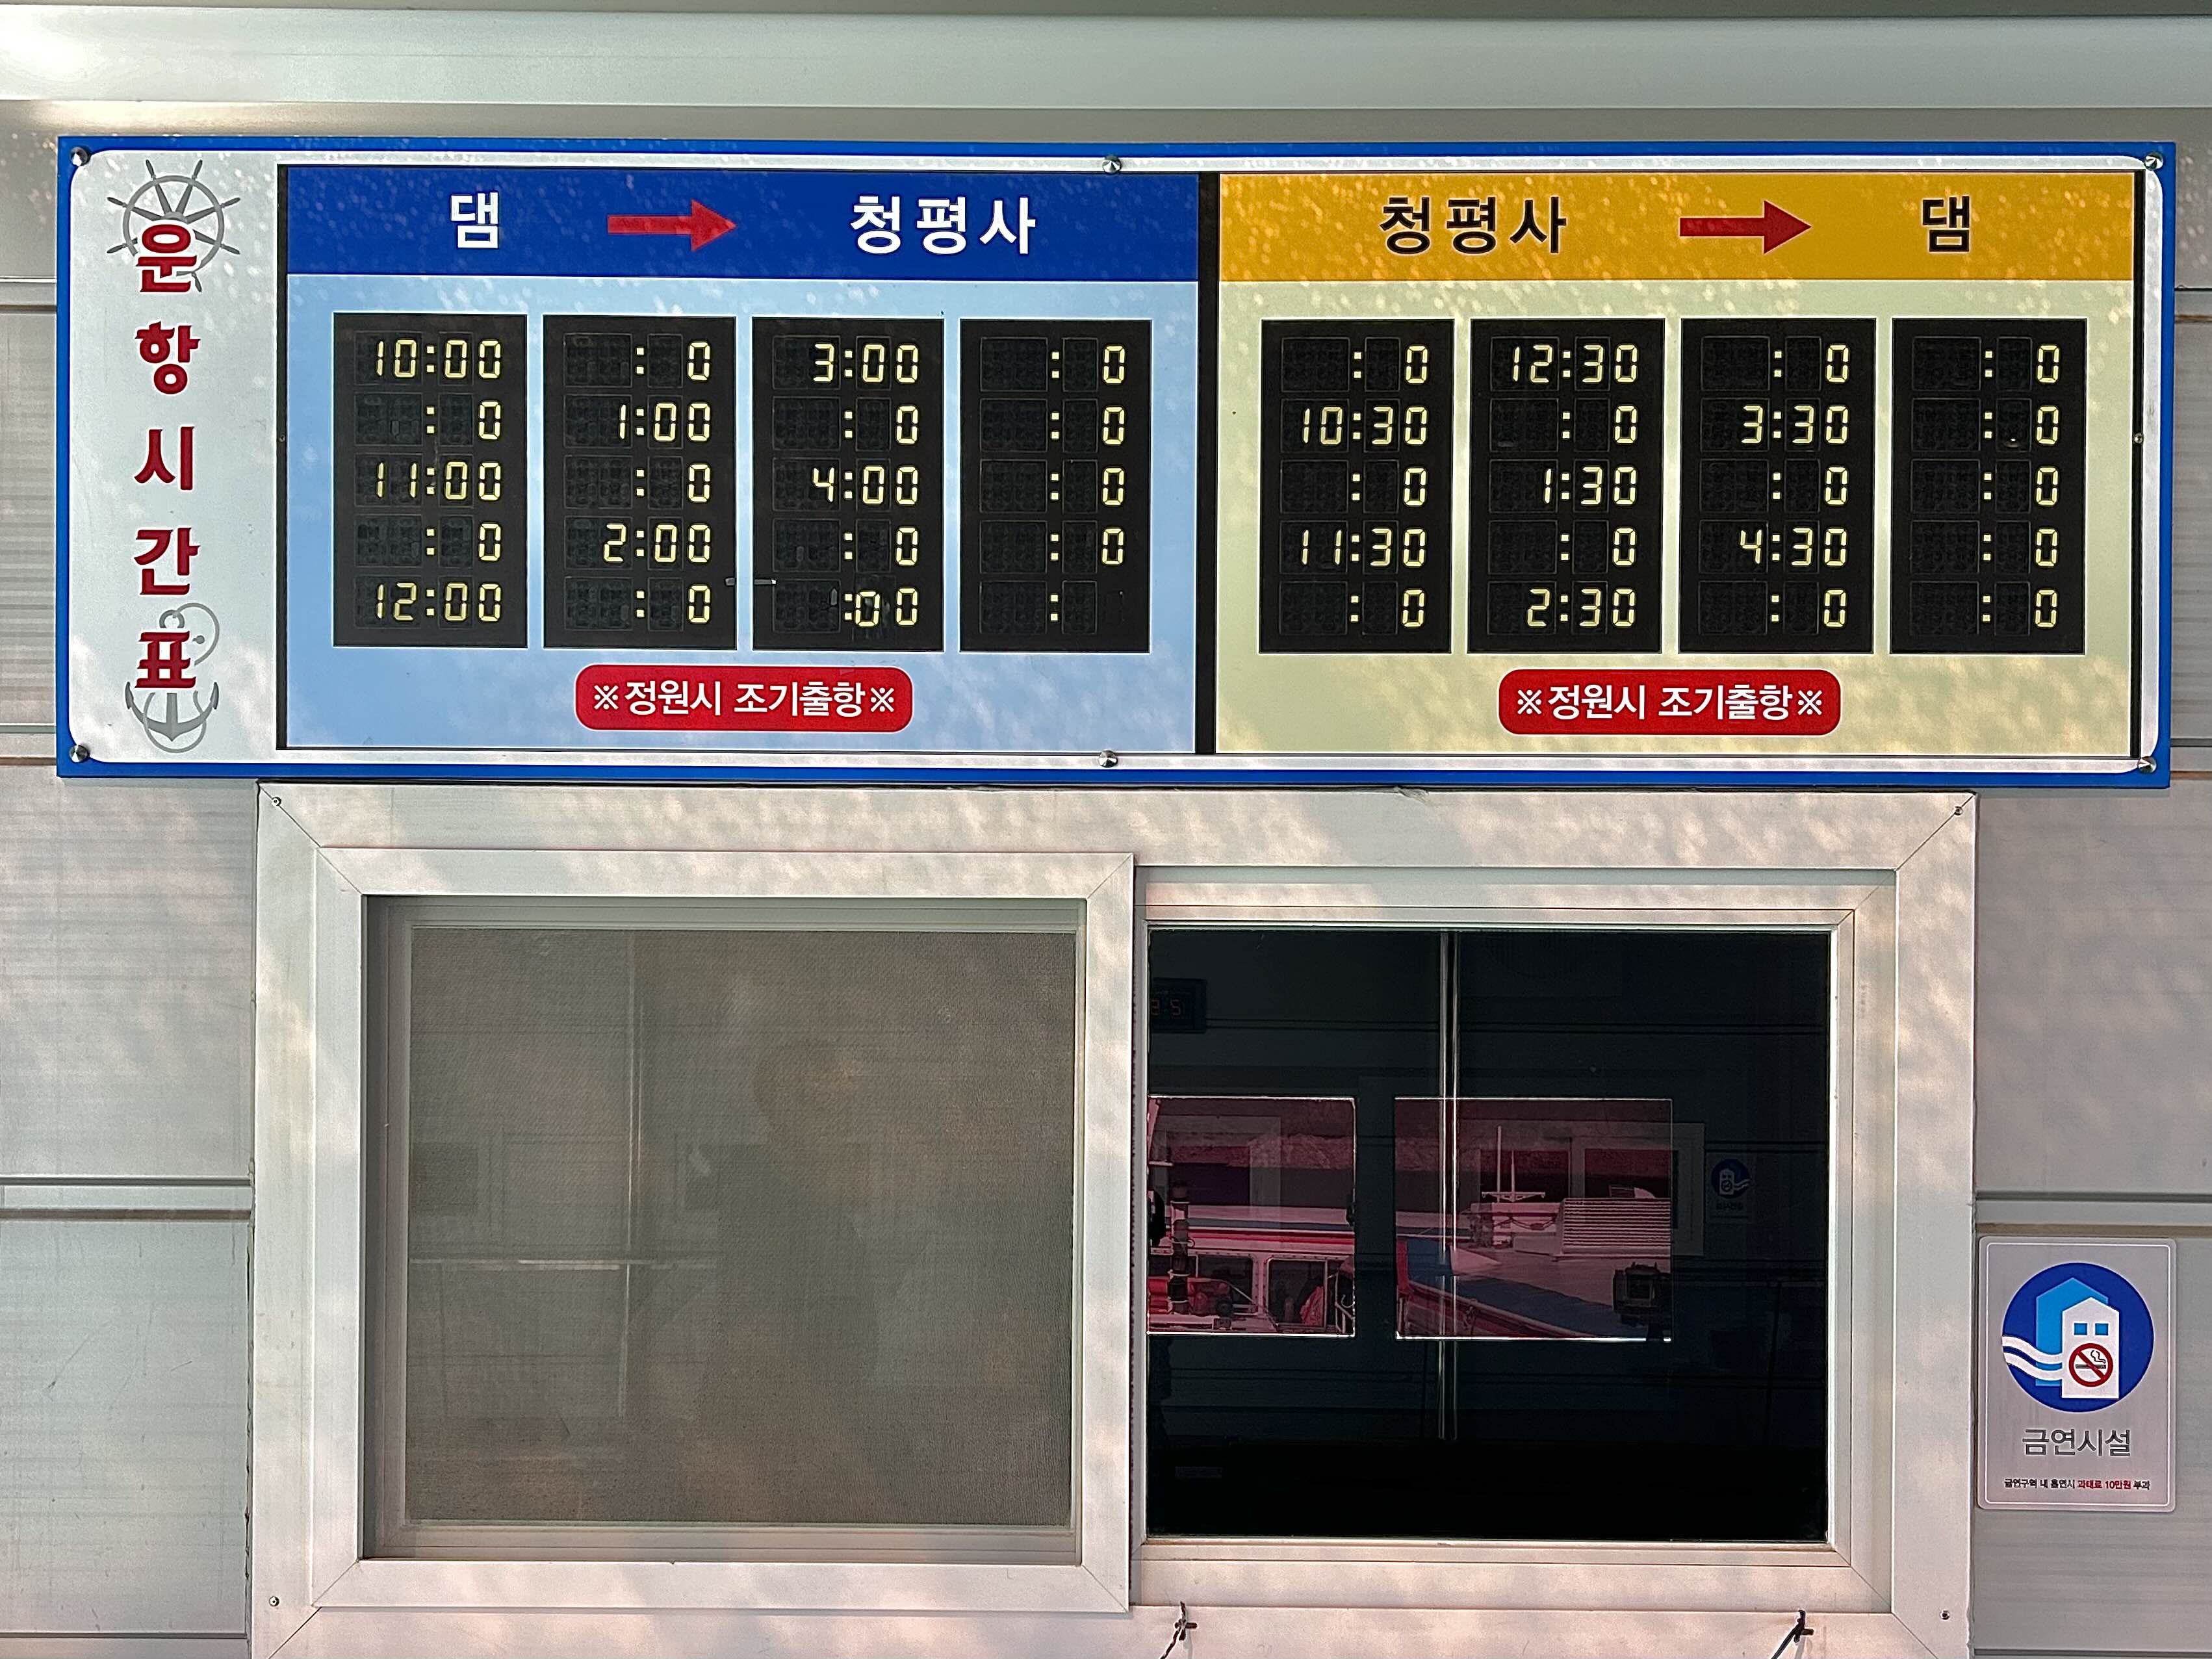 운항시간표
댐 → 청평사
10:00 : 0 3:00 : 0
: 0 1:00 : 0 : 0
11:00 : 0 4:00 : 0
: 0 2:00 : 0 : 0
12:00 : 0 :00 :
※정원시 조기출항※
청평사 → 댐
: 0 12:30 : 0 : 0
10:30 : 0 3:30 : 0
: 0 1:30 : 0 : 0
11:30 : 0 4:30 : 0
: 0 2:30 : 0 : 0
※정원시 조기출항※
금연시설
금연구역 내 흡연시 과태료 10만원 부과